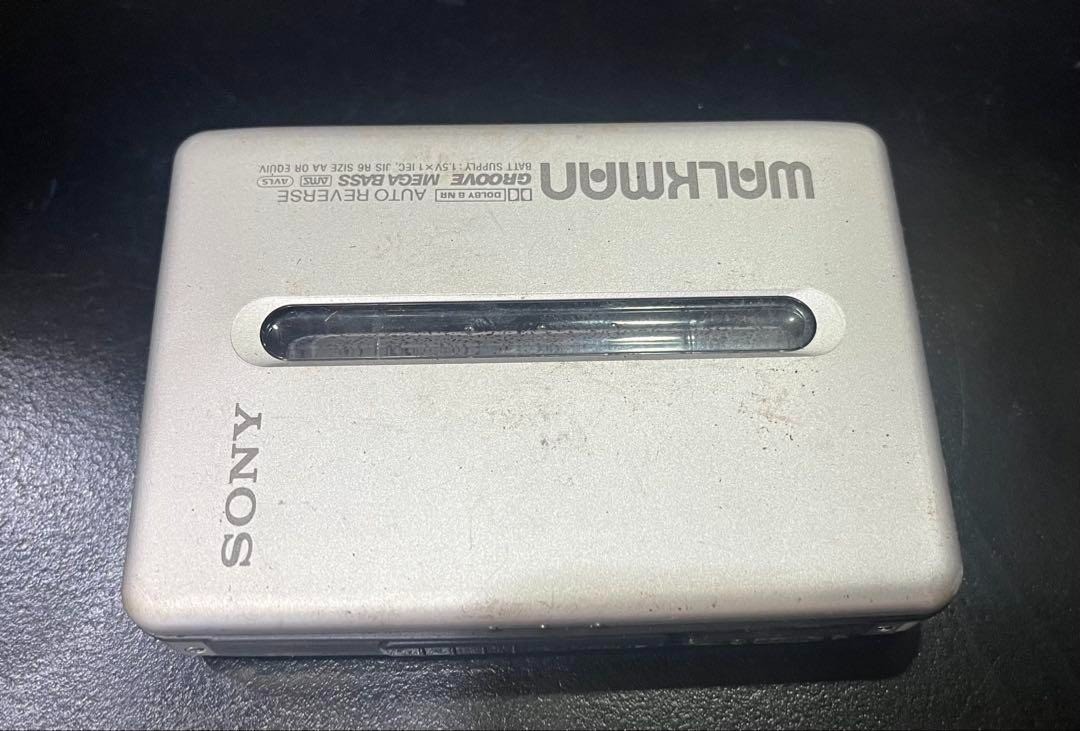 SONY
WALKMAN
DOLBY B NR AUTO REVERSE
GROOVE MEGA BASS AMS AVLS
BATT SUPPLY : 1.5V×1 IEC, JIS R6 SIZE AA OR EQUIV.